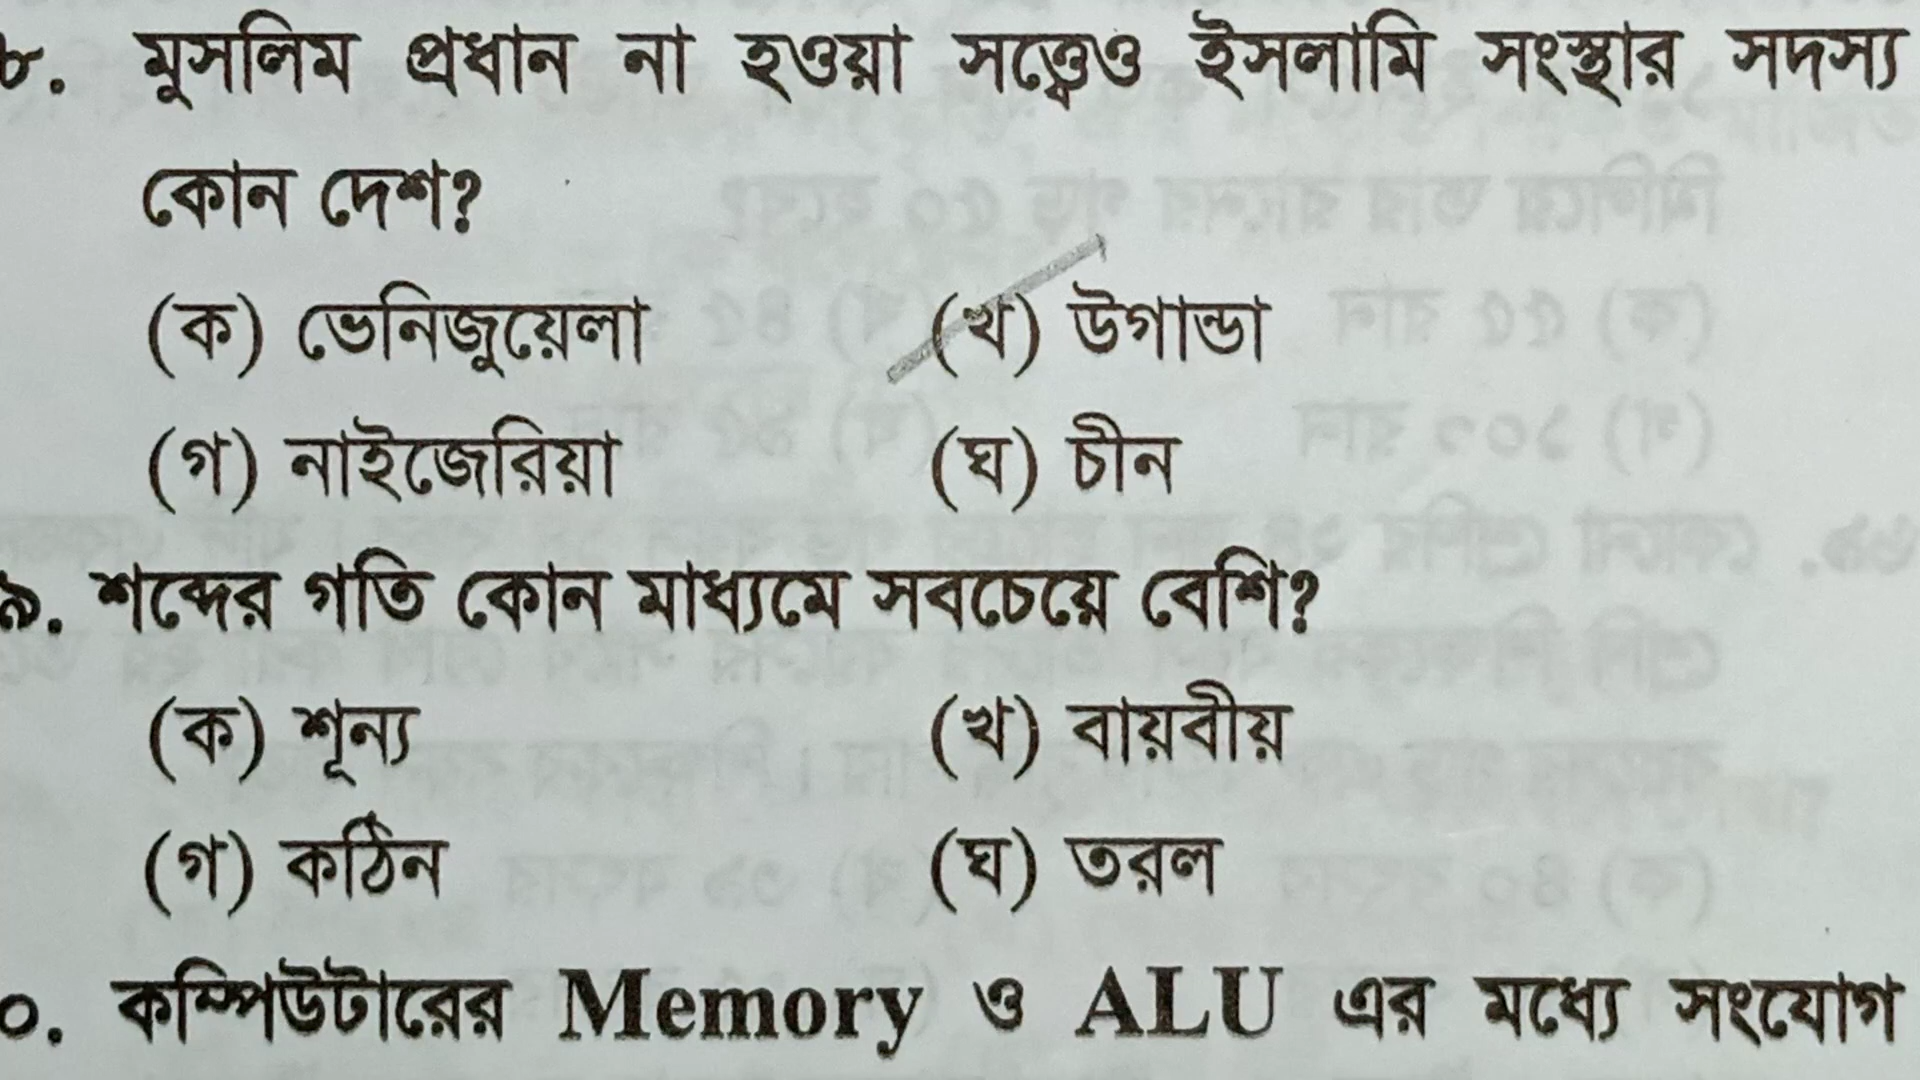 ৮. মুসলিম প্রধান না হওয়া সত্ত্বেও ইসলামি সংস্থার সদস্য
কোন দেশ?
(ক) ভেনিজুয়েলা (খ) উগান্ডা
(গ) নাইজেরিয়া (ঘ) চীন
৯. শব্দের গতি কোন মাধ্যমে সবচেয়ে বেশি?
(ক) শূন্য (খ) বায়বীয়
(গ) কঠিন (ঘ) তরল
০. কম্পিউটারের Memory ও ALU এর মধ্যে সংযোগ